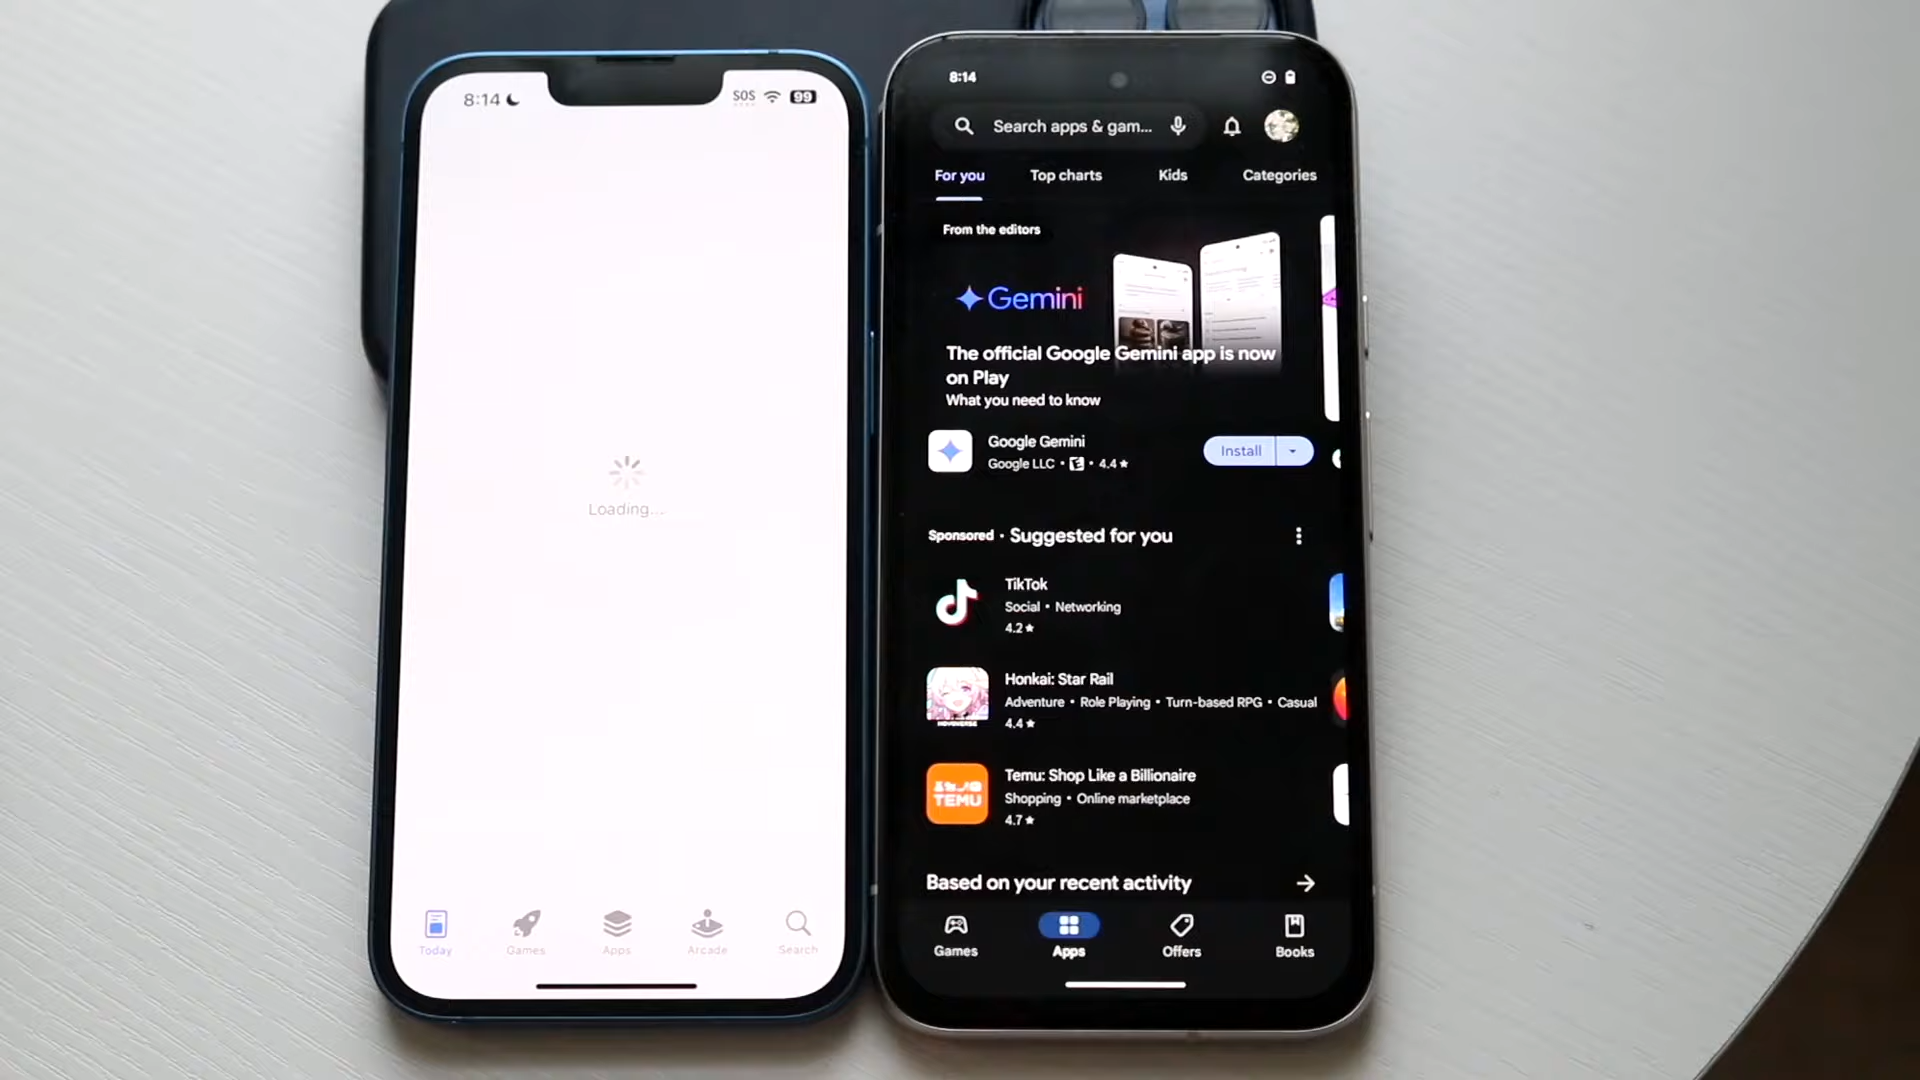 8:14
SOS
99
Loading...
Today
Games
Apps
Arcade
Search
8:14
Search apps & gam...
For you
Top charts
Kids
Categories
From the editors
Gemini
The official Google Gemini app is now
on Play
What you need to know
Google Gemini
Google LLC • E • 4.4★
Install
Sponsored • Suggested for you
TikTok
Social • Networking
4.2★
Honkai: Star Rail
Adventure • Role Playing • Turn-based RPG • Casual
4.4★
TEMU
Temu: Shop Like a Billionaire
Shopping • Online marketplace
4.7★
Based on your recent activity
Games
Apps
Offers
Books